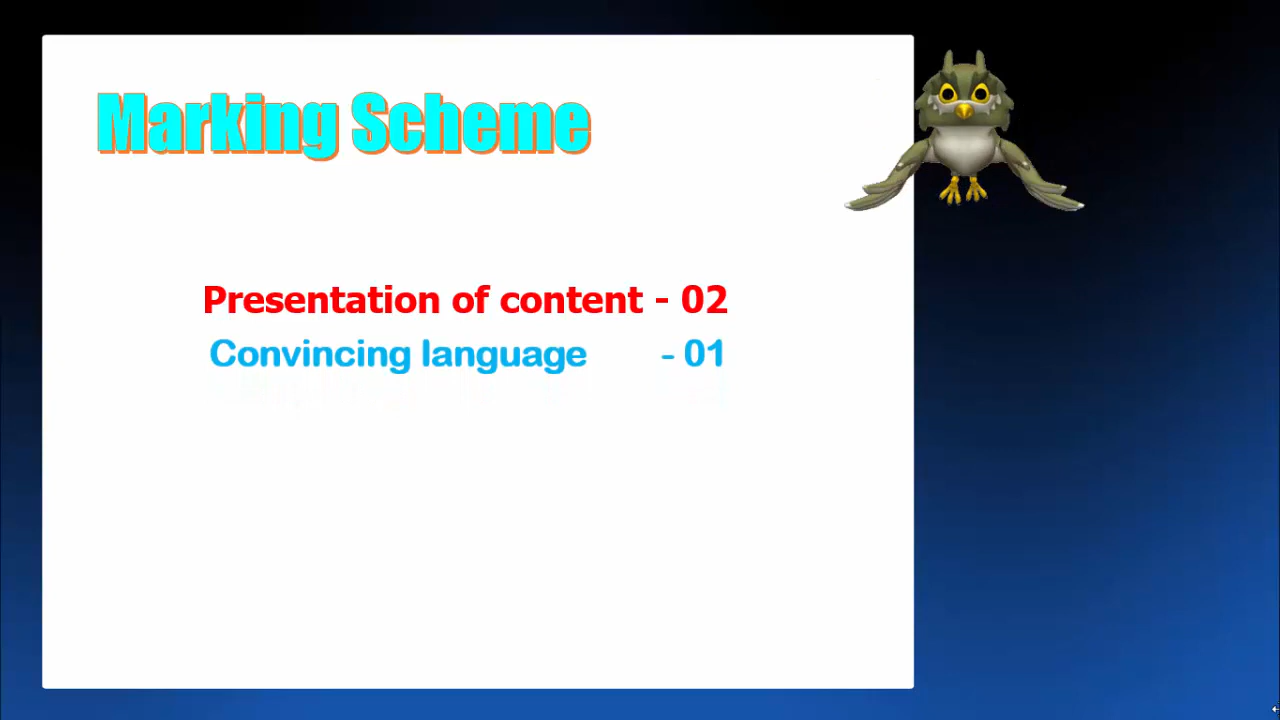 Marking Scheme
Presentation of content - 02
Convincing language - 01